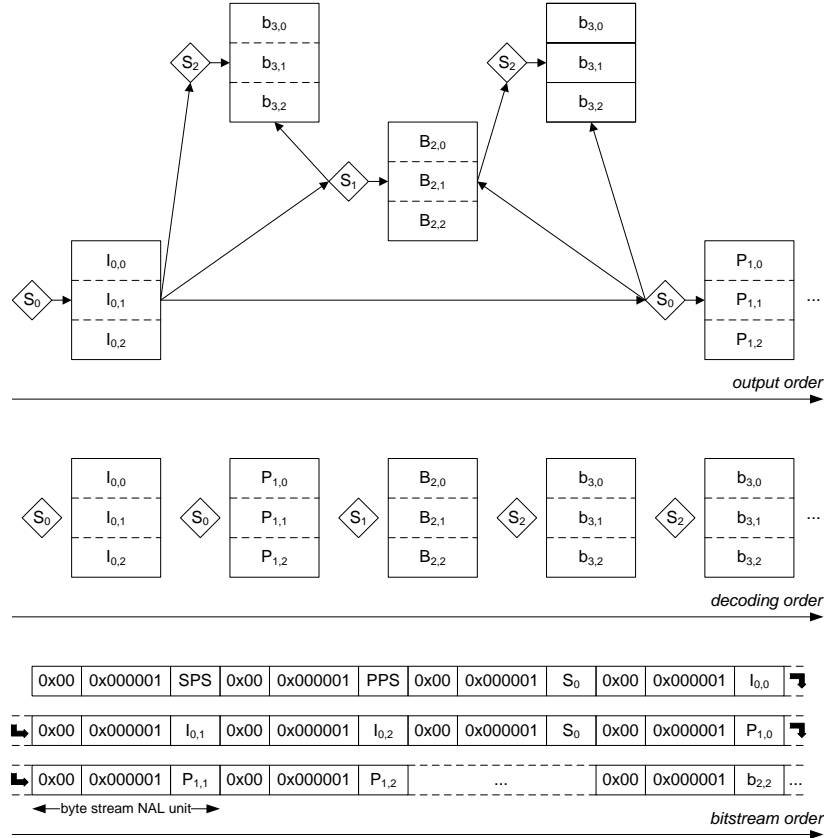 b3,0 b3,0
S2 b3,1 S2 b3,1
b3,2 b3,2
B2,0
S1 B2,1
B2,2
I0,0 P1,0
S0 I0,1 S0 P1,1 ...
I0,2 P1,2
output order
I0,0 P1,0 B2,0 b3,0 b3,0
S0 I0,1 S0 P1,1 S1 B2,1 S2 b3,1 S2 b3,1 ...
I0,2 P1,2 B2,2 b3,2 b3,2
decoding order
0x00 0x000001 SPS 0x00 0x000001 PPS 0x00 0x000001 S0 0x00 0x000001 I0,0
0x00 0x000001 I0,1 0x00 0x000001 I0,2 0x00 0x000001 S0 0x00 0x000001 P1,0
0x00 0x000001 P1,1 0x00 0x000001 P1,2 ... 0x00 0x000001 b2,2 ...
byte stream NAL unit
bitstream order